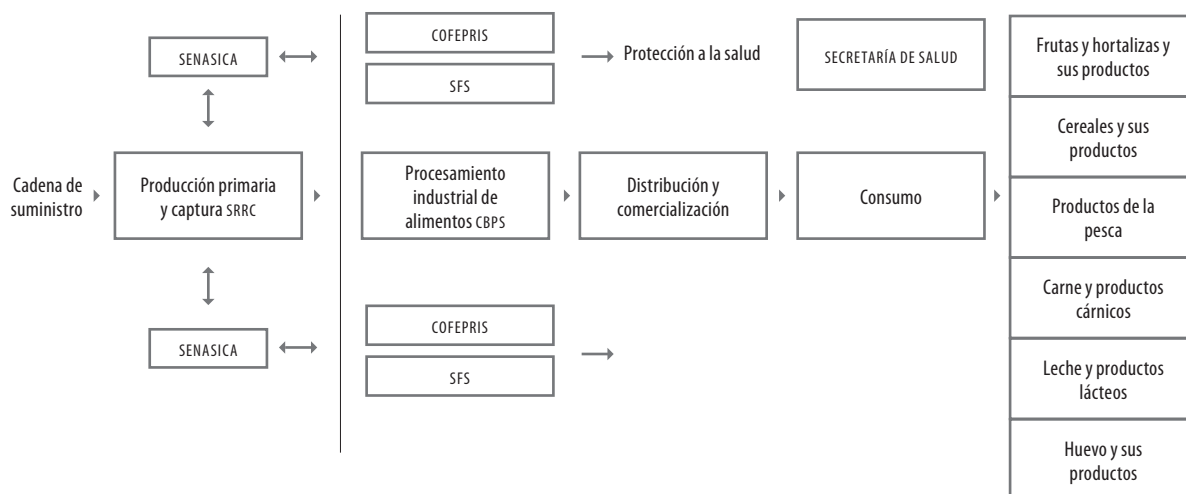 SENASICA
COFEPRIS
SFS
Protección a la salud
SECRETARÍA DE SALUD
Cadena de
suministro
Producción primaria
y captura SRRC
Procesamiento
industrial de
alimentos CBPS
Distribución y
comercialización
Consumo
SENASICA
COFEPRIS
SFS
Frutas y hortalizas y
sus productos
Cereales y sus
productos
Productos de la
pesca
Carne y productos
cárnicos
Leche y productos
lácteos
Huevo y sus
productos